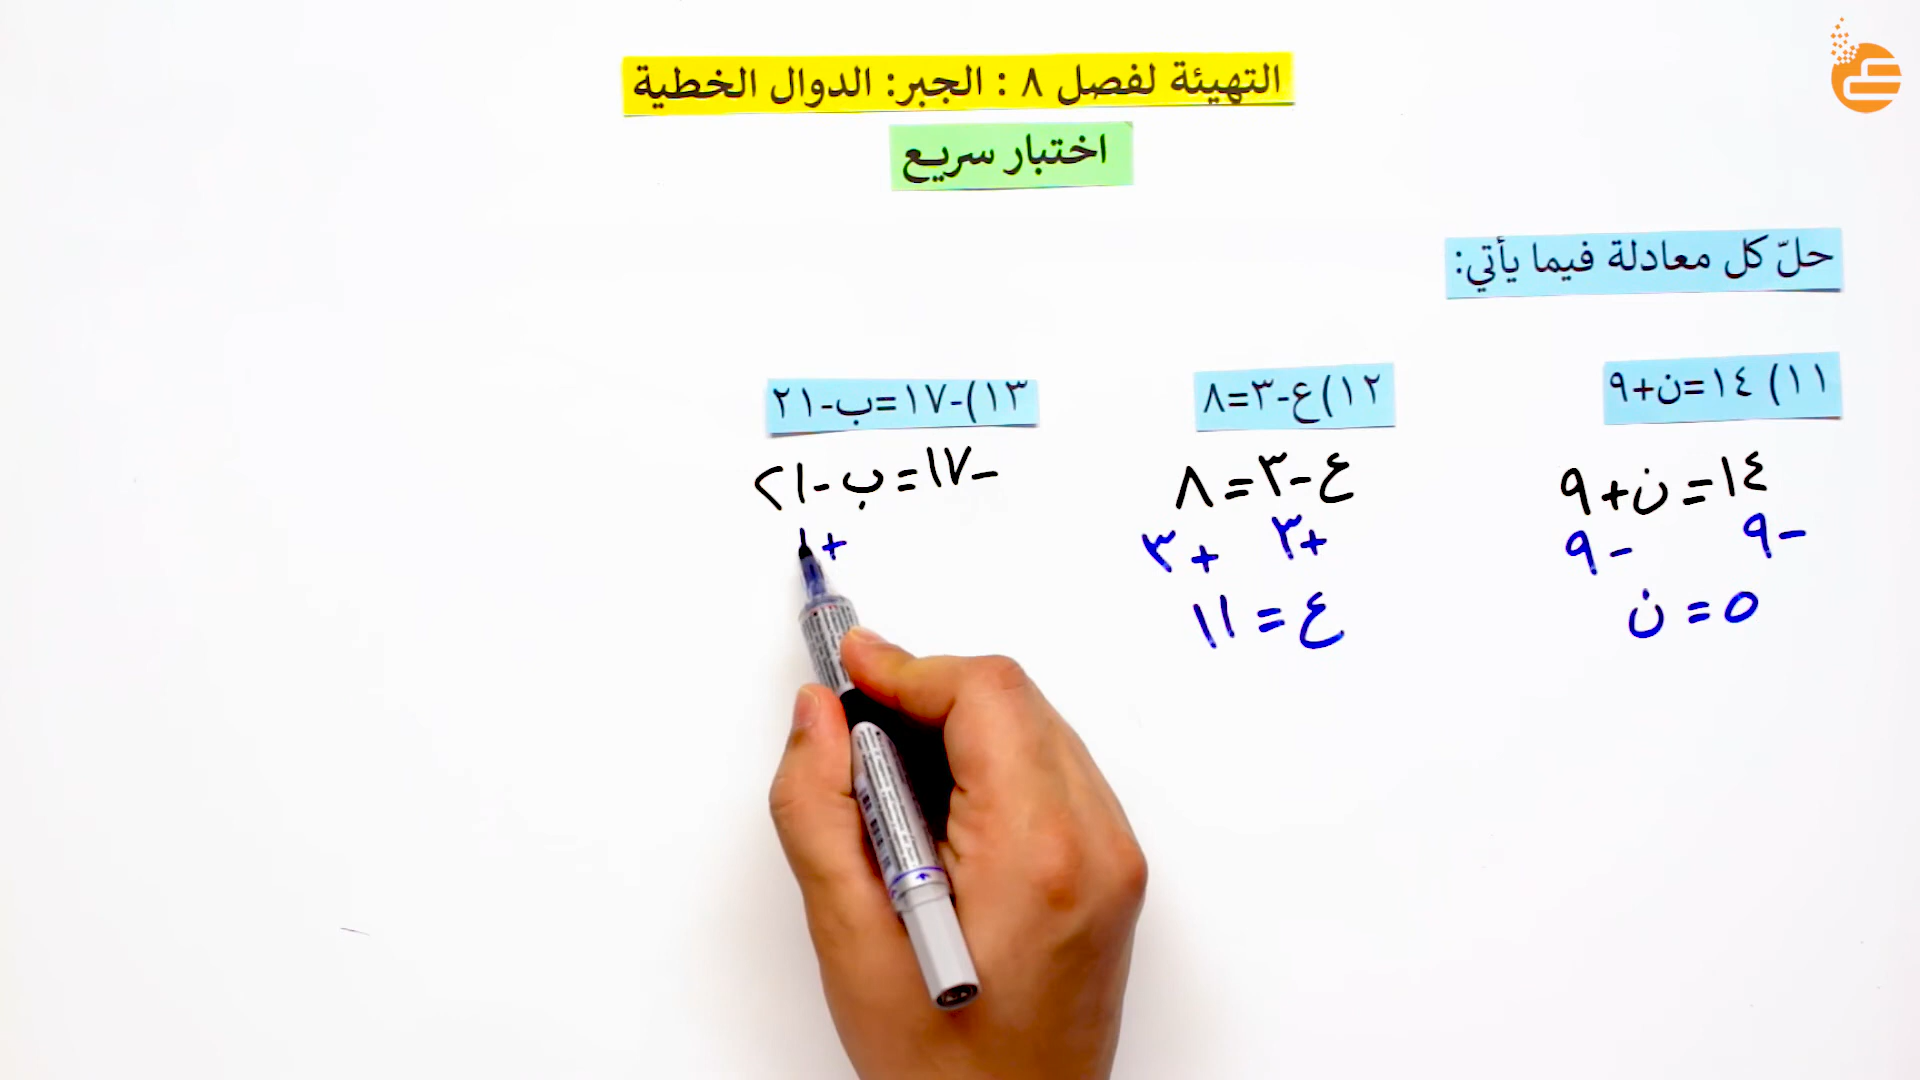 التهيئة لفصل ٨ : الجبر: الدوال الخطية
اختبار سريع
حلّ كل معادلة فيما يأتي:
١١) ١٤=ن+٩
١٤=ن+٩
-٩ -٩
٥=ن
١٢)ع-٣=٨
ع-٣=٨
+٣ +٣
ع=١١
١٣)-١٧=ب-٢١
-١٧=ب-٢١
+١